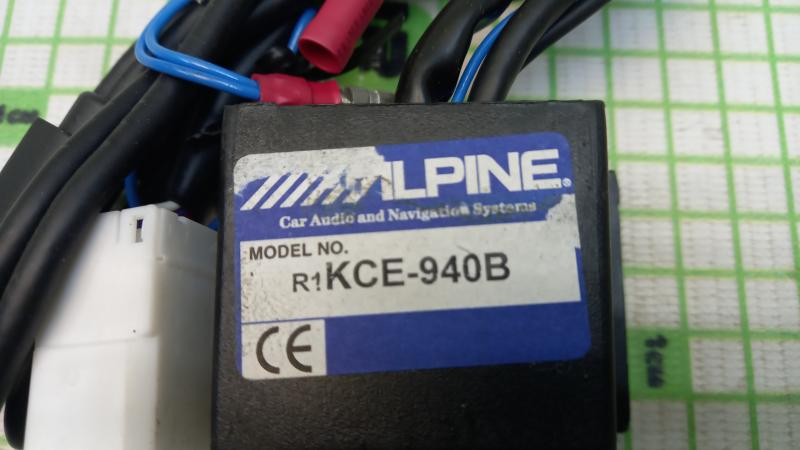 ALPINE®
Car Audio and Navigation Systems
MODEL NO.
R1KCE-940B
CE
1cm